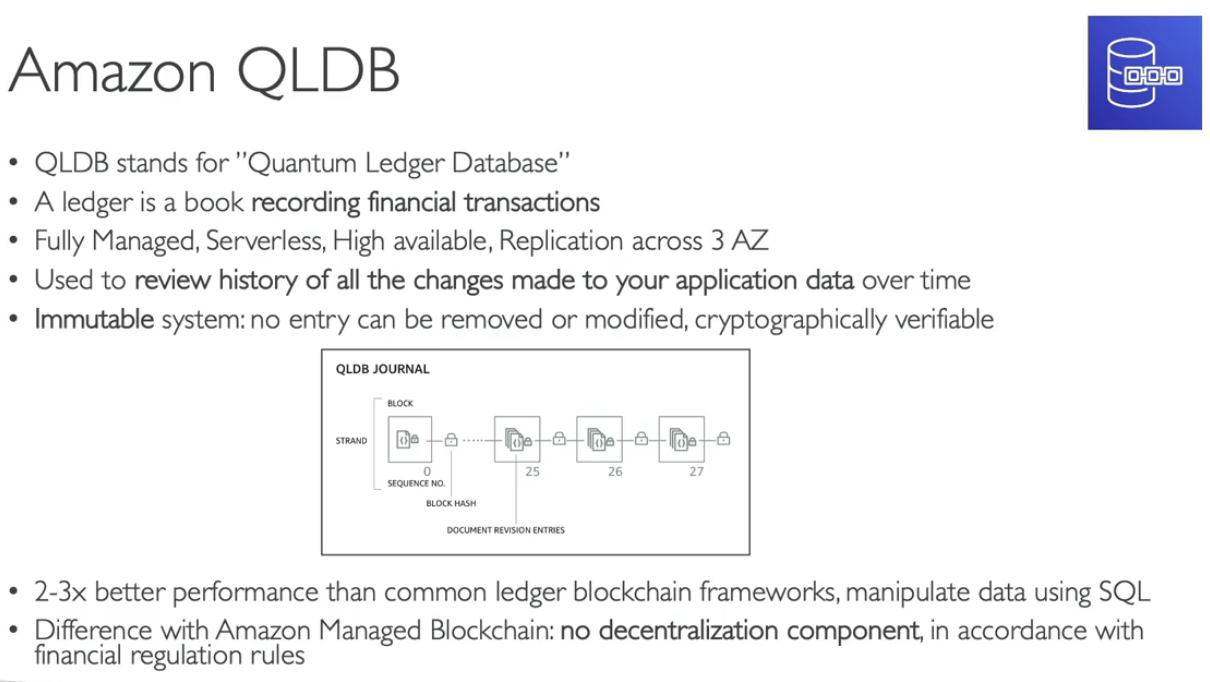 Amazon QLDB
• QLDB stands for ”Quantum Ledger Database”
• A ledger is a book recording financial transactions
• Fully Managed, Serverless, High available, Replication across 3 AZ
• Used to review history of all the changes made to your application data over time
• Immutable system: no entry can be removed or modified, cryptographically verifiable
QLDB JOURNAL
BLOCK
STRAND
0 25 26 27
SEQUENCE NO.
BLOCK HASH
DOCUMENT REVISION ENTRIES
• 2-3x better performance than common ledger blockchain frameworks, manipulate data using SQL
• Difference with Amazon Managed Blockchain: no decentralization component, in accordance with
financial regulation rules